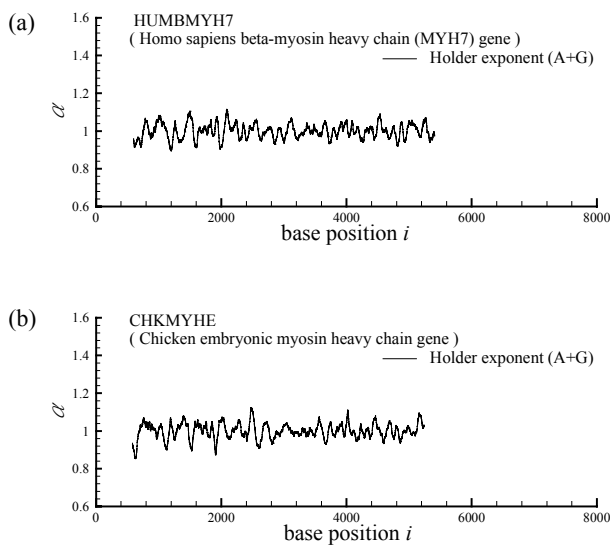 (a)
HUMBMYH7
( Homo sapiens beta-myosin heavy chain (MYH7) gene )
Holder exponent (A+G)
1.6
1.4
1.2
1
0.8
0.6
α
0 2000 4000 6000 8000
base position i
(b)
CHKMYHE
( Chicken embryonic myosin heavy chain gene )
Holder exponent (A+G)
1.6
1.4
1.2
1
0.8
0.6
α
0 2000 4000 6000 8000
base position i